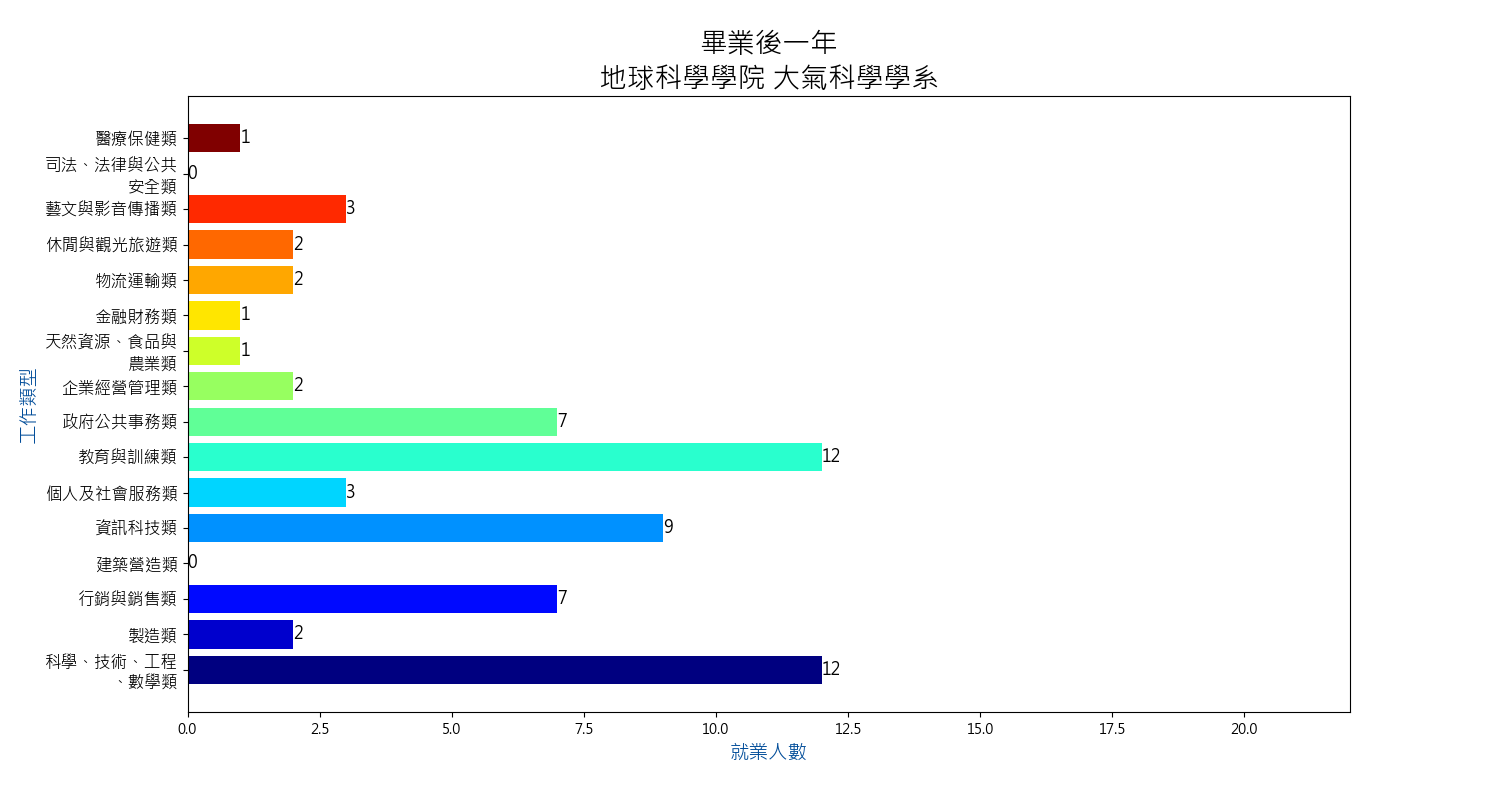 畢業後一年
地球科學學院 大氣科學學系
醫療保健類
1
司法、法律與公共
安全類
0
藝文與影音傳播類
3
休閒與觀光旅遊類
2
物流運輸類
2
金融財務類
1
天然資源、食品與
農業類
1
企業經營管理類
2
政府公共事務類
7
教育與訓練類
12
個人及社會服務類
3
資訊科技類
9
建築營造類
0
行銷與銷售類
7
製造類
2
科學、技術、工程
、數學類
12
工作類型
0.0 2.5 5.0 7.5 10.0 12.5 15.0 17.5 20.0
就業人數